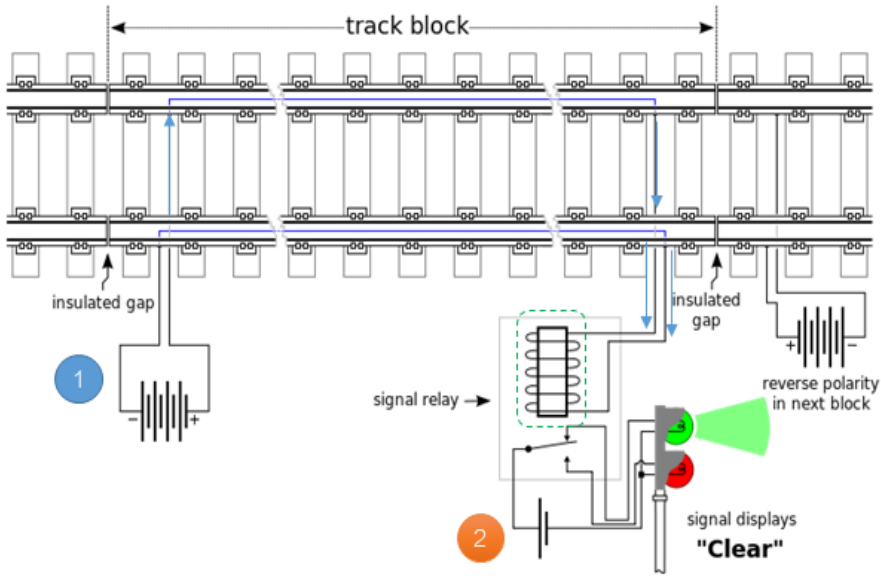 track block
insulated gap
insulated
gap
1
- +
+ -
signal relay
reverse polarity
in next block
2
signal displays
"Clear"